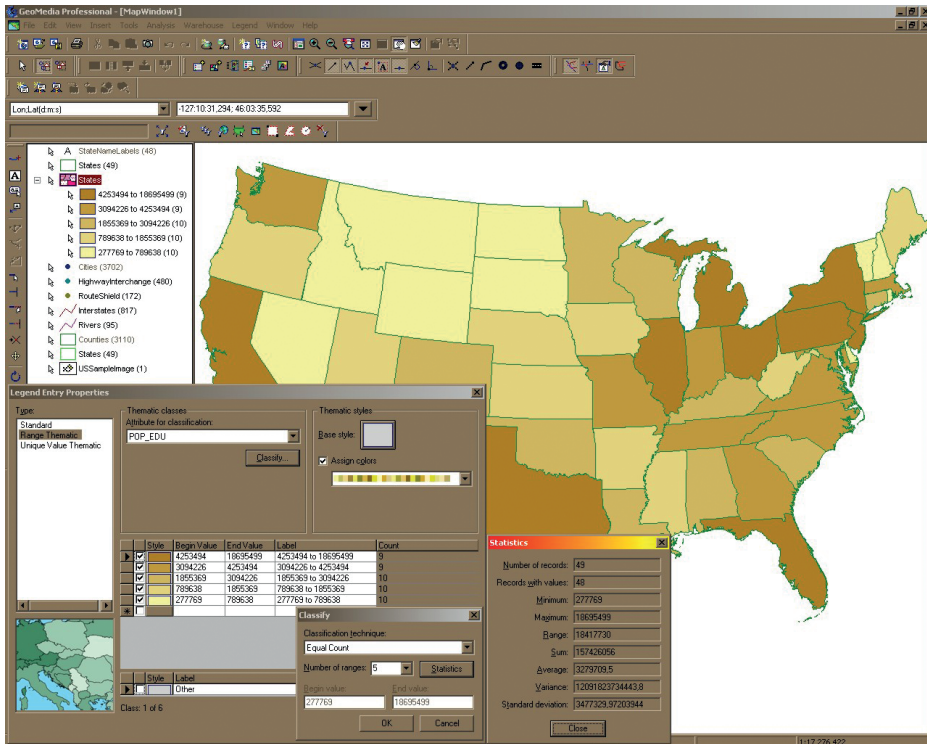 GeoMedia Professional - [MapWindow1]
File Edit View Insert Tools Analysis Warehouse Legend Window Help
Lon;Lat(d:m:s)
-127:10:31,294; 46:03:35,592
StateNameLabels (48)
States (49)
States
4253494 to 18695499 (9)
3094226 to 4253494 (9)
1855369 to 3094226 (10)
789638 to 1855369 (10)
277769 to 789638 (10)
Cities (3702)
HighwayInterchange (480)
RouteShield (172)
Interstates (817)
Rivers (95)
Counties (3110)
States (49)
USSampleImage (1)
Legend Entry Properties
Type:
Standard
Range Thematic
Unique Value Thematic
Thematic classes
Attribute for classification:
POP_EDU
Classify...
Thematic styles
Base style:
Assign colors
Style Begin Value End Value Label Count
4253494 18695499 4253494 to 18695499 9
3094226 4253494 3094226 to 4253494 9
1855369 3094226 1855369 to 3094226 10
789638 1855369 789638 to 1855369 10
277769 789638 277769 to 789638 10
Style Label
Other
Class: 1 of 6
Classify
Classification technique:
Equal Count
Number of ranges: 5
Statistics
Begin value: End value:
277769 18695499
OK Cancel
Statistics
Number of records: 49
Records with values: 48
Minimum: 277769
Maximum: 18695499
Range: 18417730
Sum: 157426056
Average: 3279709,5
Variance: 12091823734443,8
Standard deviation: 3477329,97203944
Close
1:17 276 422